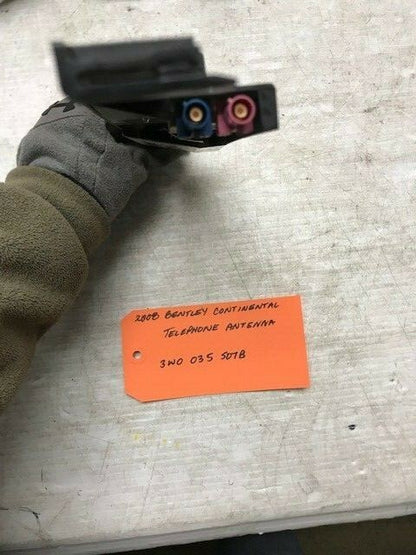 2008 BENTLEY CONTINENTAL
TELEPHONE ANTENNA
3W0 035 507B